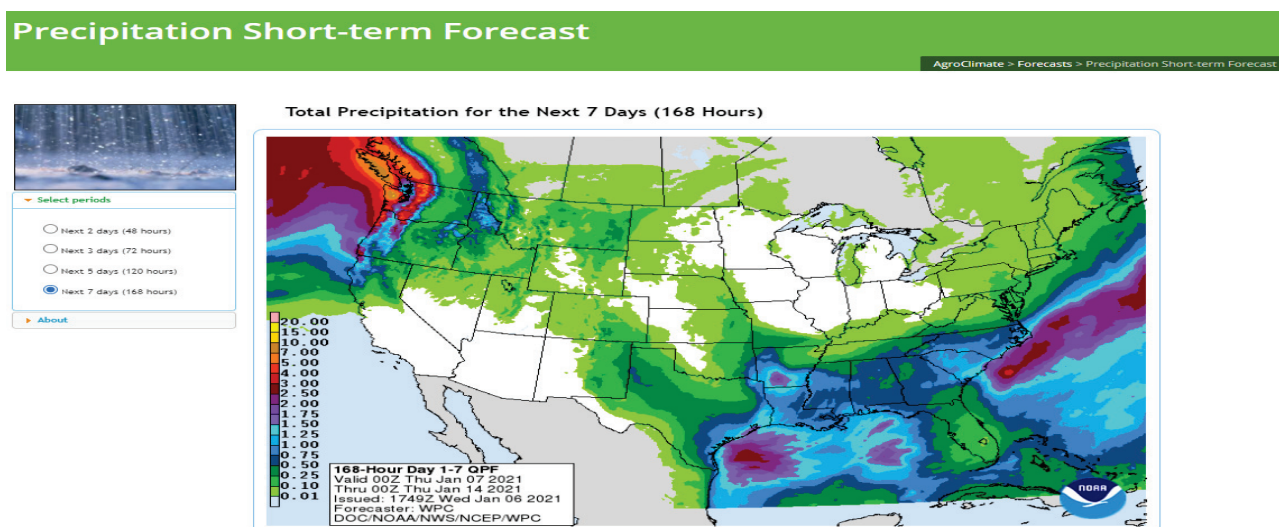 Precipitation Short-term Forecast
AgroClimate > Forecasts > Precipitation Short-term Forecast
Total Precipitation for the Next 7 Days (168 Hours)
Select periods
Next 2 days (48 hours)
Next 3 days (72 hours)
Next 5 days (120 hours)
Next 7 days (168 hours)
About
20.00
15.00
10.00
7.00
5.00
4.00
3.00
2.50
2.00
1.75
1.50
1.25
1.00
0.75
0.50
0.25
0.10
0.01
168-Hour Day 1-7 QPF
Valid 00Z Thu Jan 07 2021
Thru 00Z Thu Jan 14 2021
Issued: 1749Z Wed Jan 06 2021
Forecaster: WPC
DOC/NOAA/NWS/NCEP/WPC
NOAA